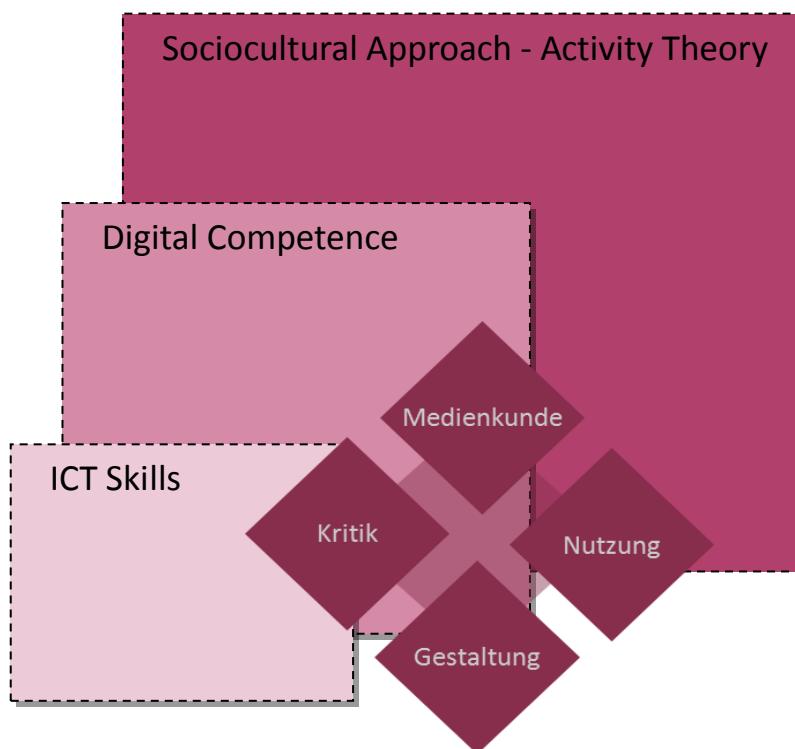 Sociocultural Approach - Activity Theory
Digital Competence
Medienkunde
ICT Skills
Kritik
Nutzung
Gestaltung